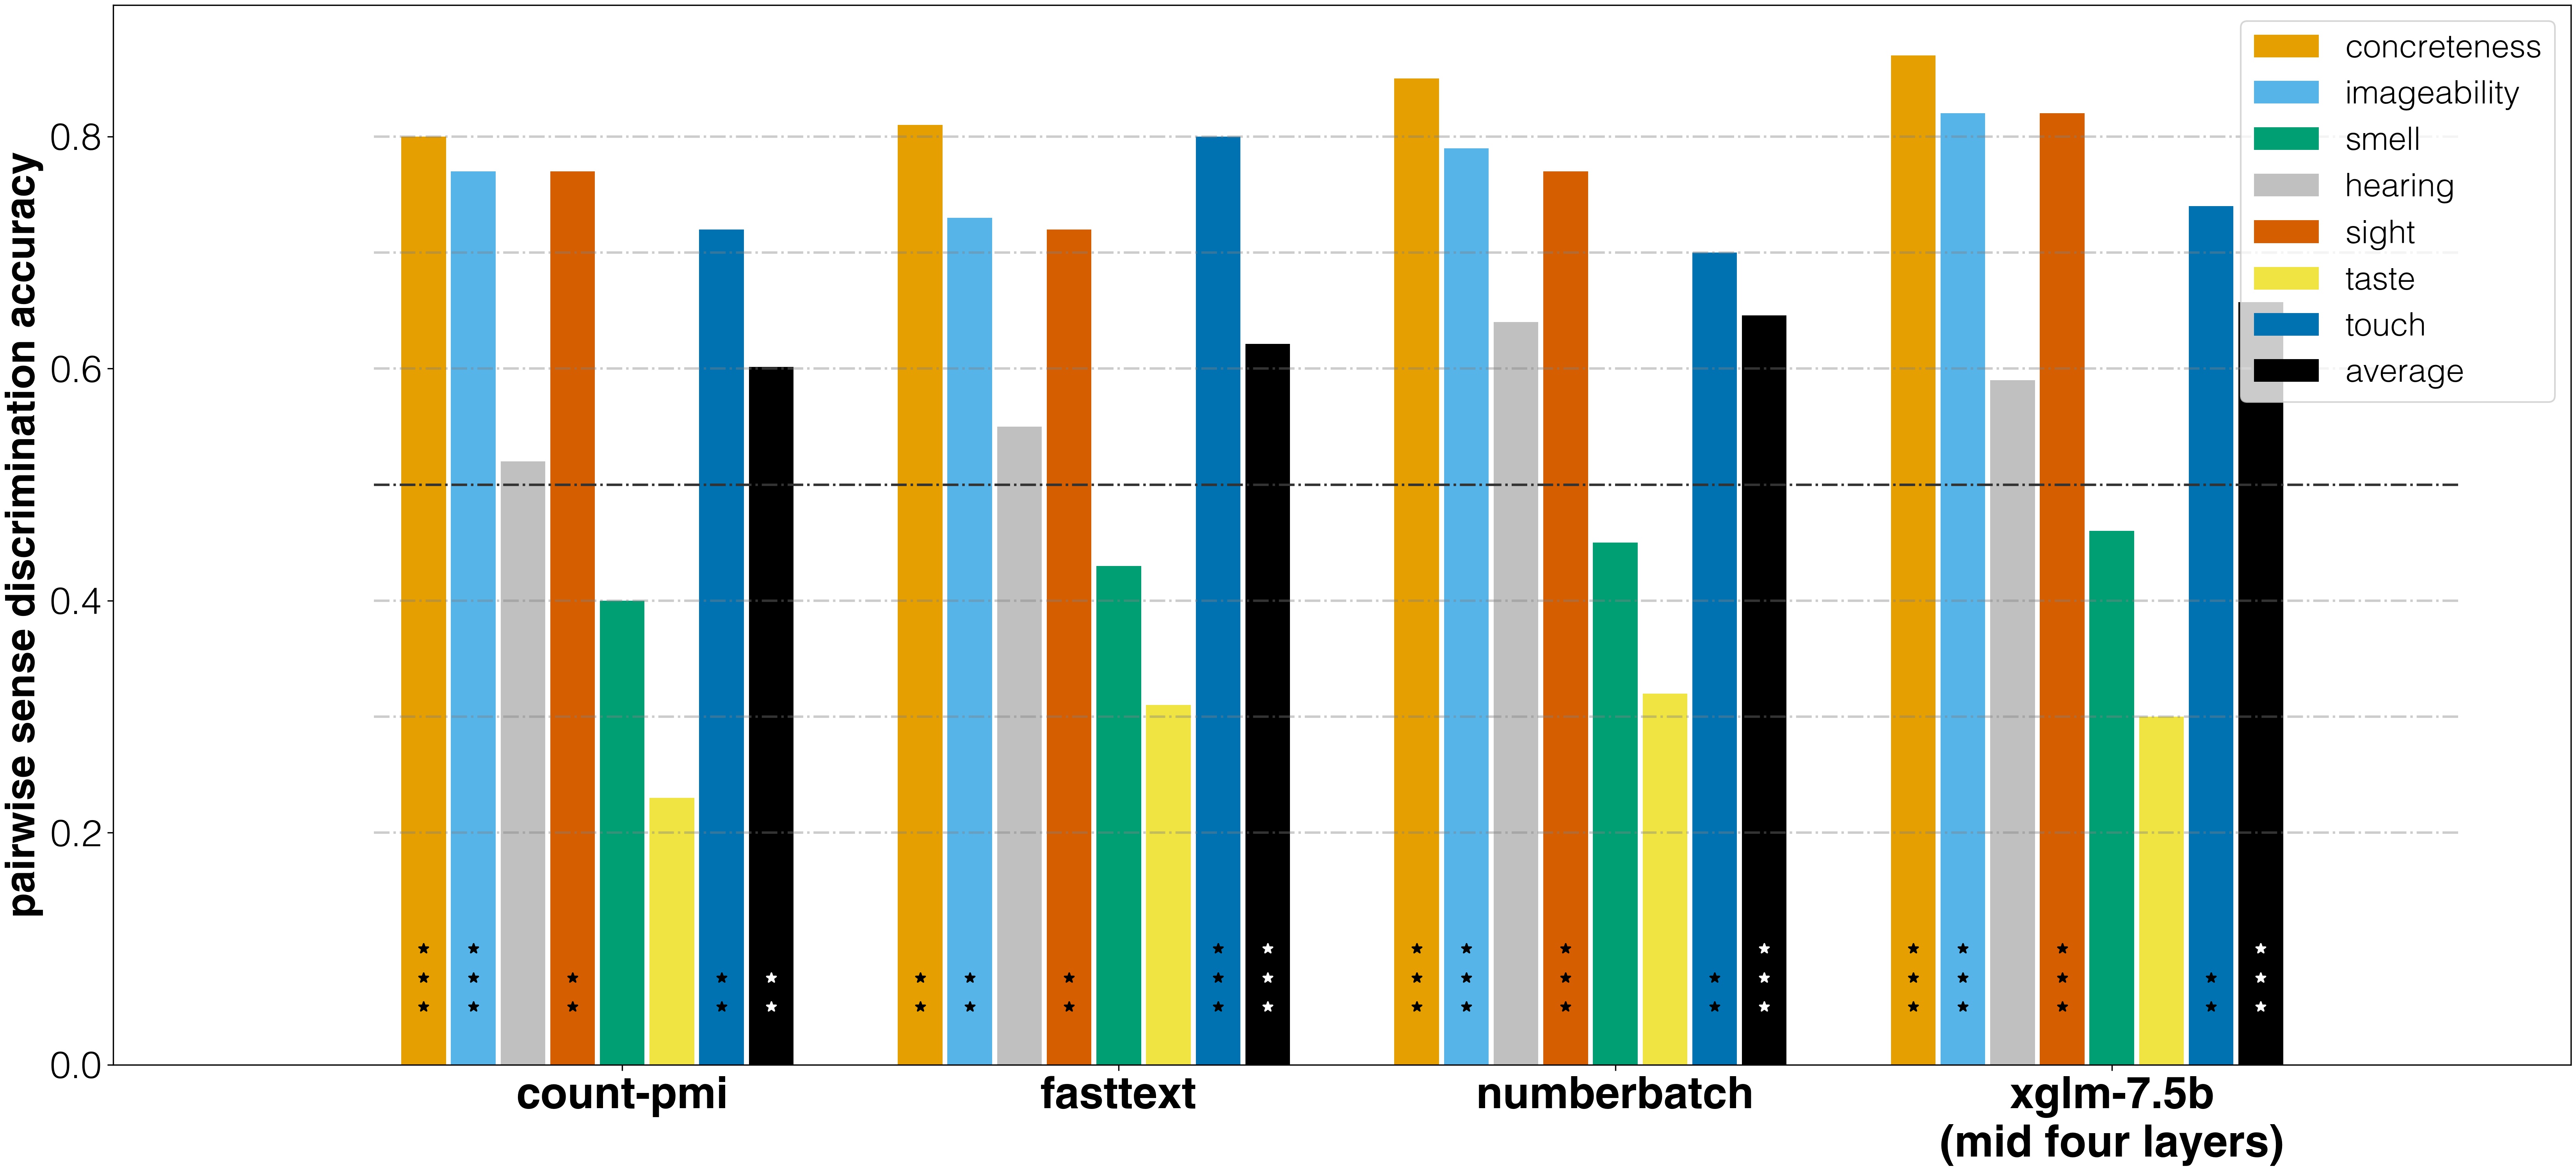 pairwise sense discrimination accuracy
0.8
0.6
0.4
0.2
0.0
concreteness
imageability
smell
hearing
sight
taste
touch
average
count-pmi
fasttext
numberbatch
xglm-7.5b
(mid four layers)